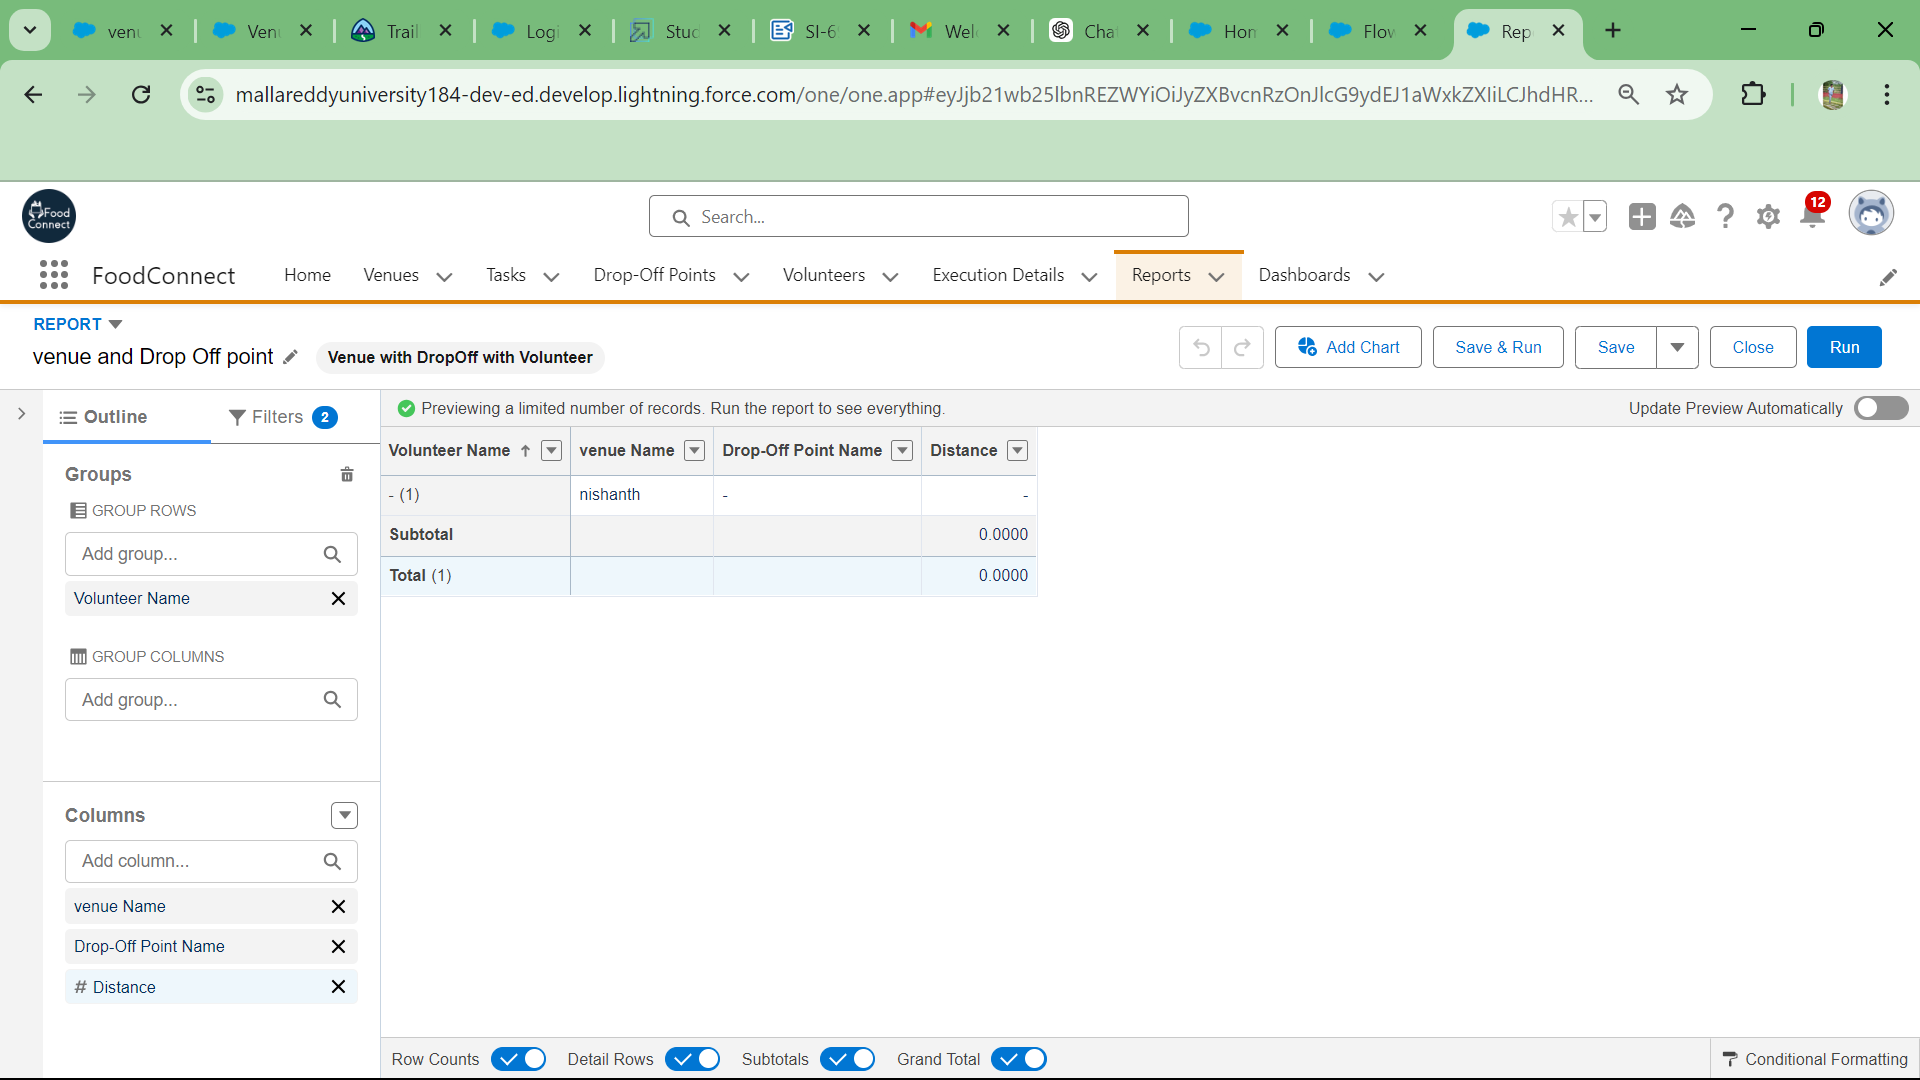 venu
Venu
Trail
Logi
Stud
SI-6
Wel
Cha
Hon
Flow
Rep
mallareddyuniversity184-dev-ed.develop.lightning.force.com/one/one.app#eyJjb21wb25lbnREZWYiOiJyZXBvcnRzOnJlcG9ydEJ1aWxkZXIiLCJhdHR...
Food
Connect
Search...
12
FoodConnect
Home
Venues
Tasks
Drop-Off Points
Volunteers
Execution Details
Reports
Dashboards
REPORT
venue and Drop Off point
Venue with DropOff with Volunteer
Add Chart
Save & Run
Save
Close
Run
Outline
Filters 2
Previewing a limited number of records. Run the report to see everything.
Update Preview Automatically
Groups
GROUP ROWS
Add group...
Volunteer Name
GROUP COLUMNS
Add group...
Columns
Add column...
venue Name
Drop-Off Point Name
# Distance
Volunteer Name venue Name Drop-Off Point Name Distance
- (1) nishanth - -
Subtotal 0.0000
Total (1) 0.0000
Row Counts
Detail Rows
Subtotals
Grand Total
Conditional Formatting